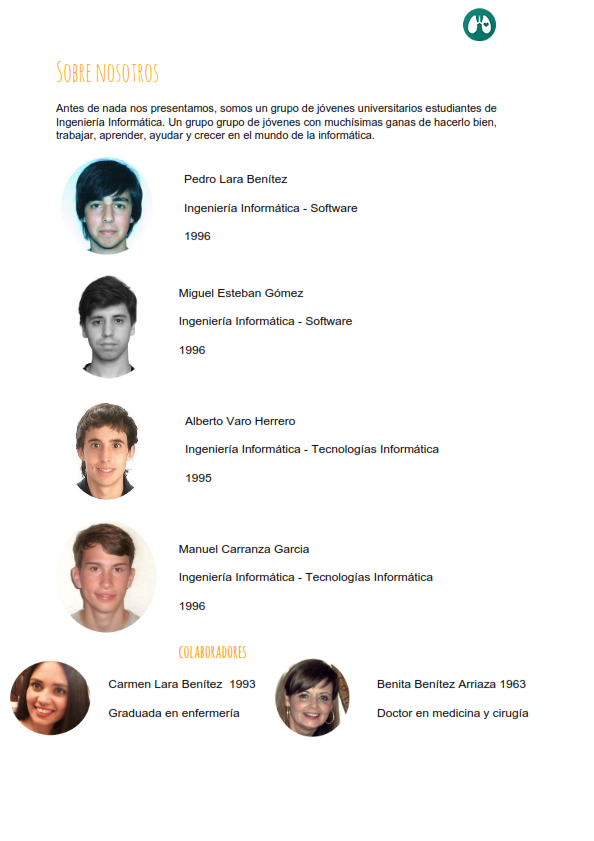 Sobre nosotros
Antes de nada nos presentamos, somos un grupo de jóvenes universitarios estudiantes de
Ingeniería Informática. Un grupo grupo de jóvenes con muchísimas ganas de hacerlo bien,
trabajar, aprender, ayudar y crecer en el mundo de la informática.
Pedro Lara Benítez
Ingeniería Informática - Software
1996
Miguel Esteban Gómez
Ingeniería Informática - Software
1996
Alberto Varo Herrero
Ingeniería Informática - Tecnologías Informática
1995
Manuel Carranza Garcia
Ingeniería Informática - Tecnologías Informática
1996
COLABORADORES
Carmen Lara Benítez  1993
Graduada en enfermería
Benita Benítez Arriaza 1963
Doctor en medicina y cirugía